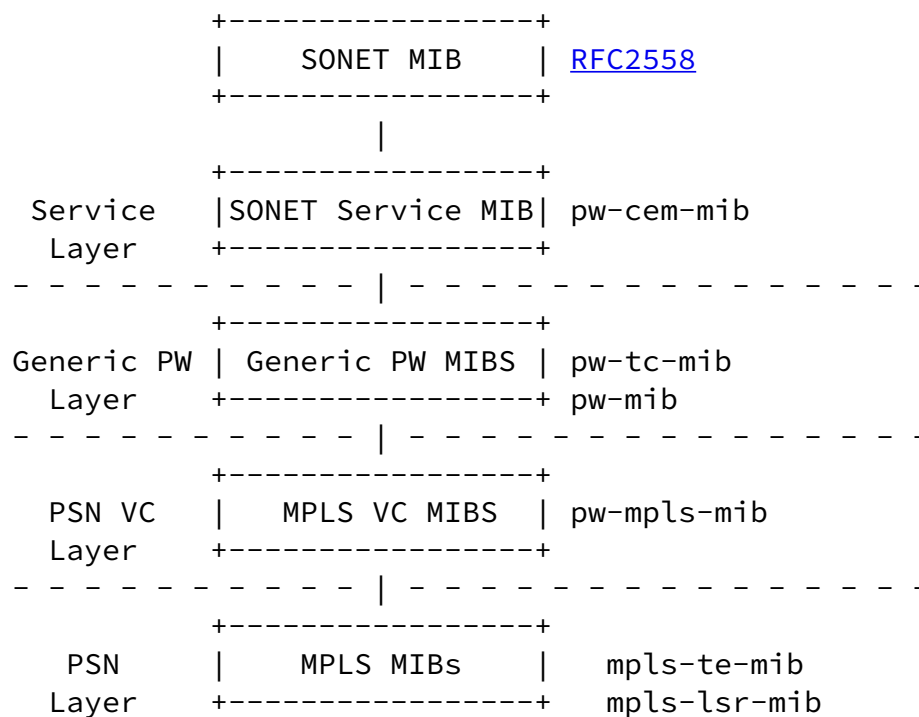 SONET MIB RFC2558
Service SONET Service MIB pw-cem-mib
Layer
Generic PW Generic PW MIBS pw-tc-mib
Layer pw-mib
PSN VC MPLS VC MIBS pw-mpls-mib
Layer
PSN MPLS MIBs mpls-te-mib
Layer mpls-lsr-mib